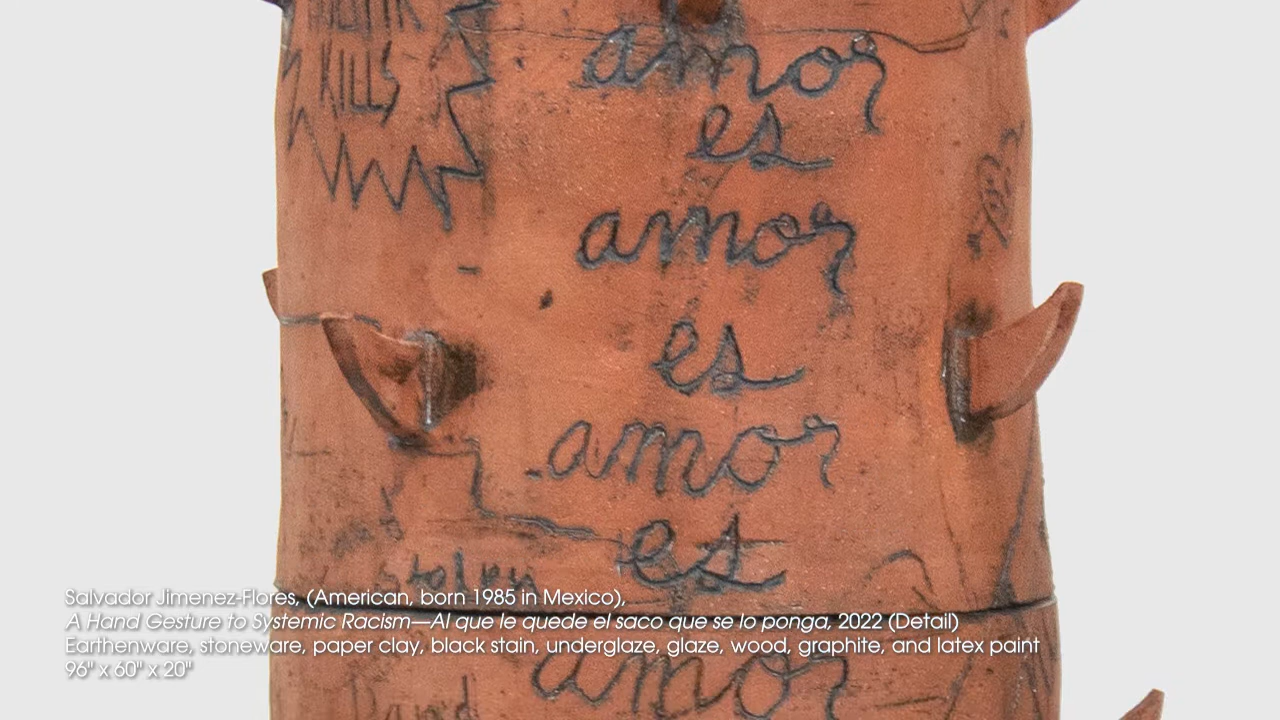 KILLS
amor
es
amor
es
amor
es
stolen
Salvador Jimenez-Flores, (American, born 1985 in Mexico),
A Hand Gesture to Systemic Racism—Al que le quede el saco que se lo ponga, 2022 (Detail)
Earthenware, stoneware, paper clay, black stain, underglaze, glaze, wood, graphite, and latex paint
96" x 60" x 20"
amor